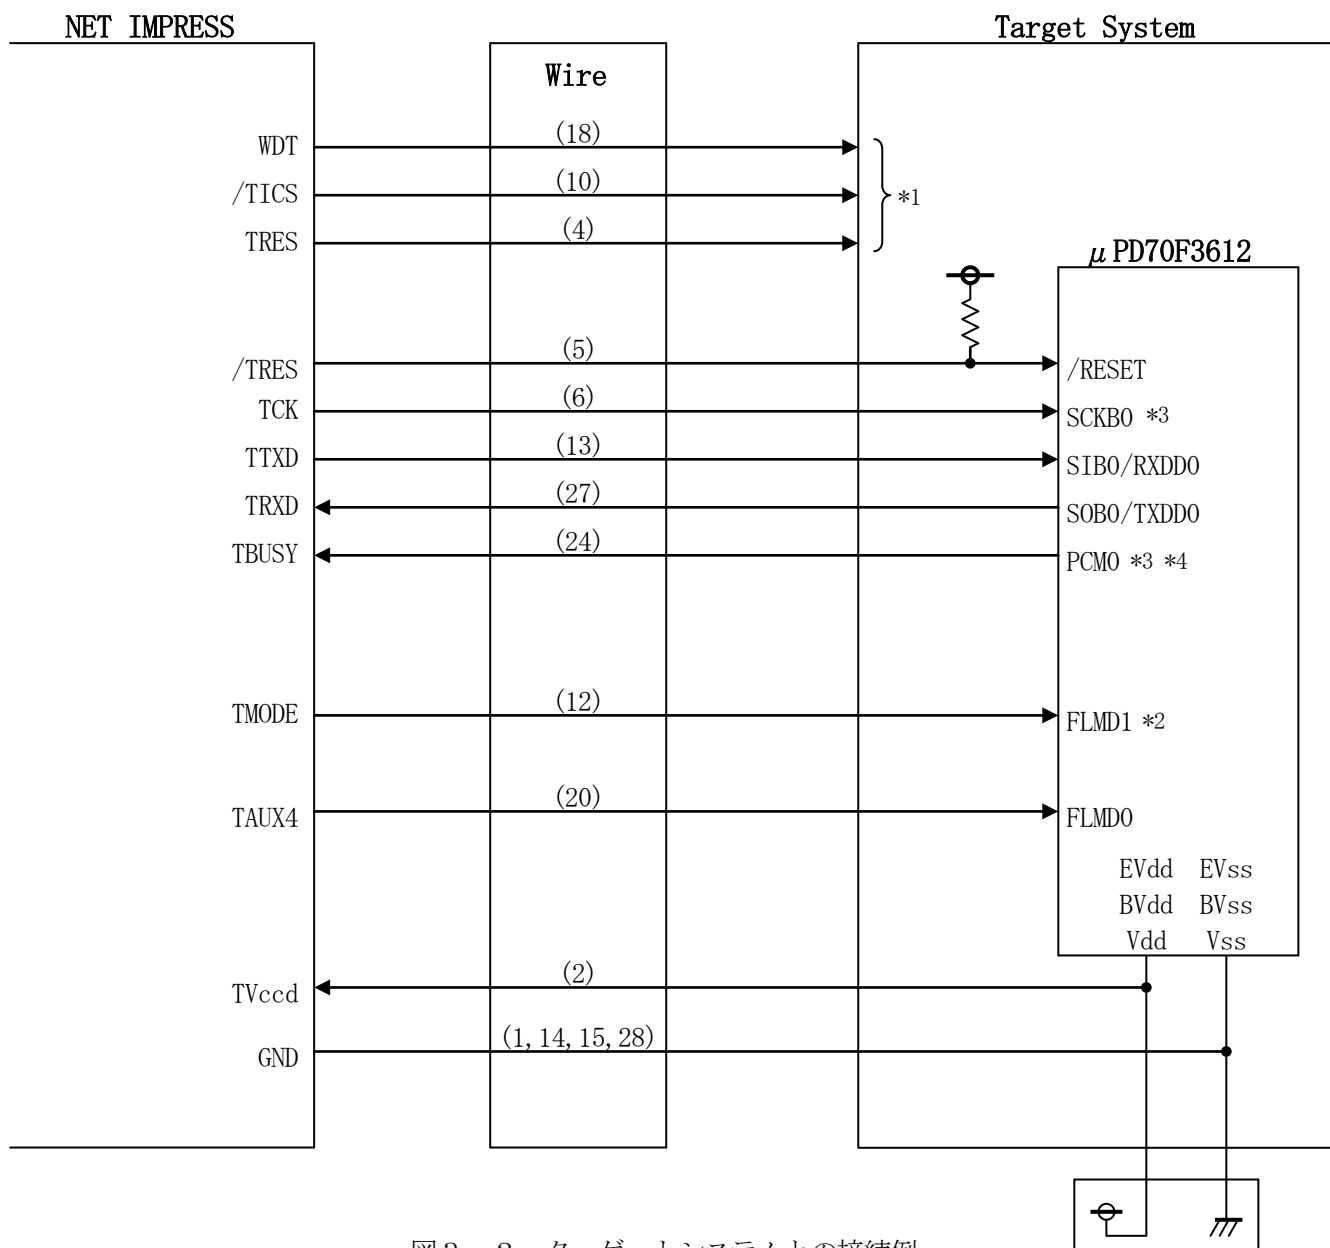 NET IMPRESS
Target System
Wire
WDT (18)
/TICS (10) *1
TRES (4)
μPD70F3612
/TRES (5) /RESET
TCK (6) SCKB0 *3
TTXD (13) SIB0/RXDD0
TRXD (27) SOB0/TXDD0
TBUSY (24) PCM0 *3 *4
TMODE (12) FLMD1 *2
TAUX4 (20) FLMD0
EVdd EVss
BVdd BVss
Vdd Vss
TVccd (2)
GND (1,14,15,28)